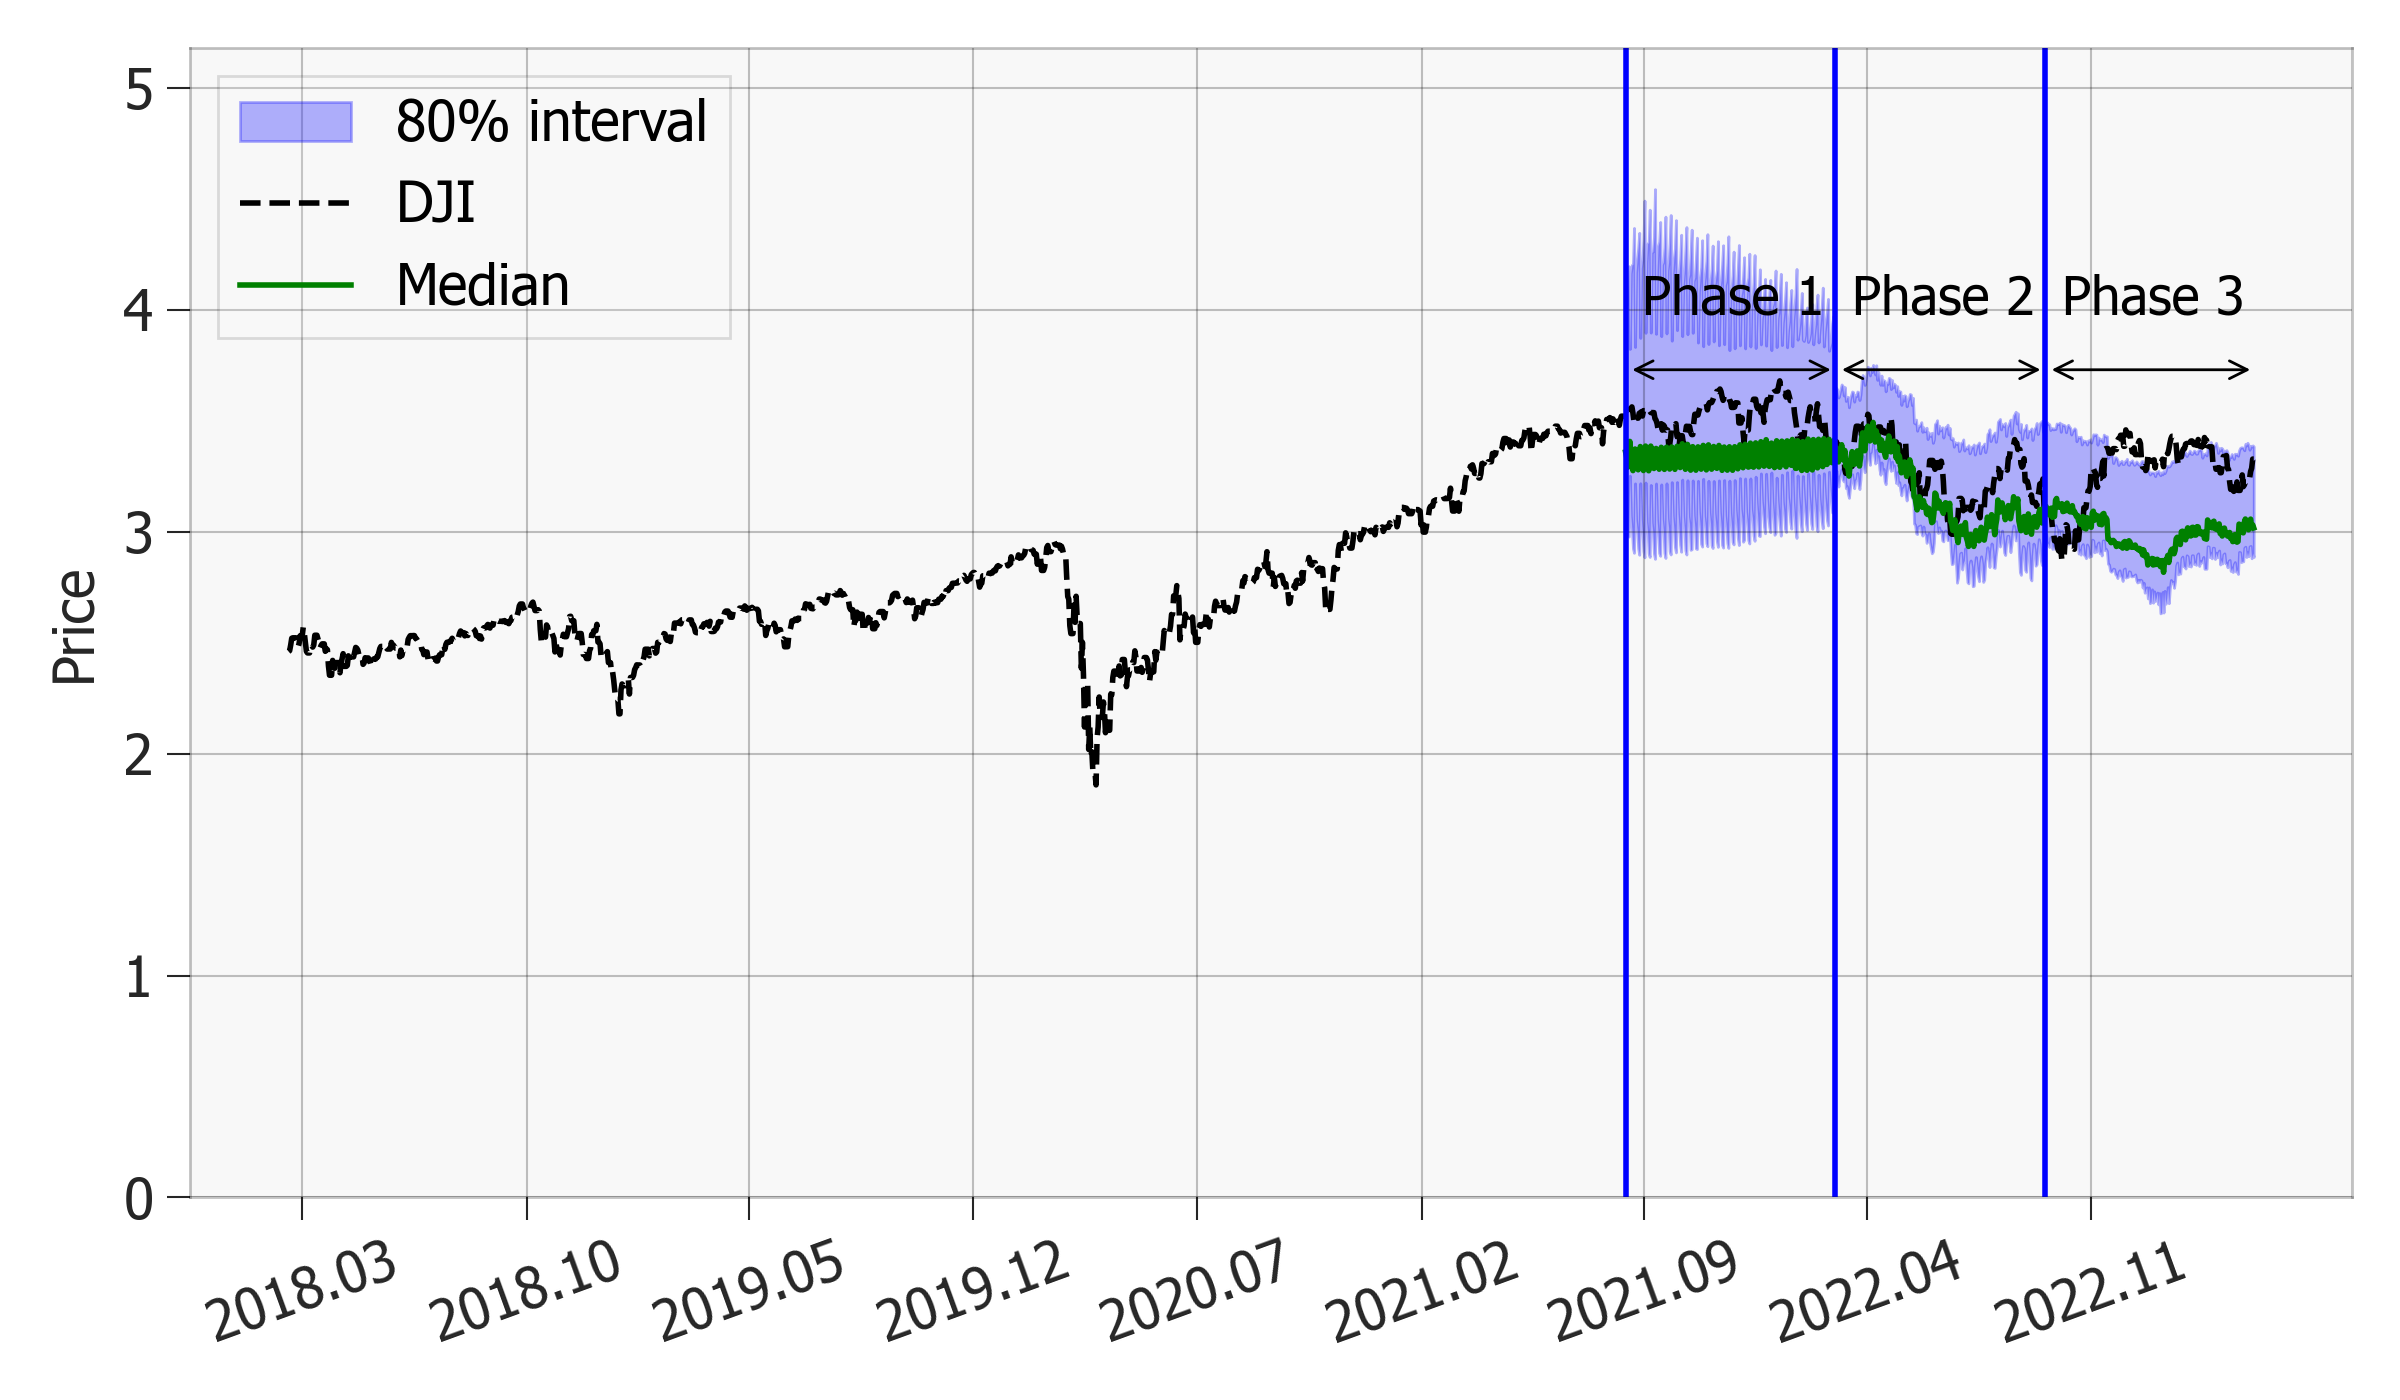 80% interval
DJI
Median
Phase 1
Phase 2
Phase 3
Price
5
4
3
2
1
0
2018.03
2018.10
2019.05
2019.12
2020.07
2021.02
2021.09
2022.04
2022.11